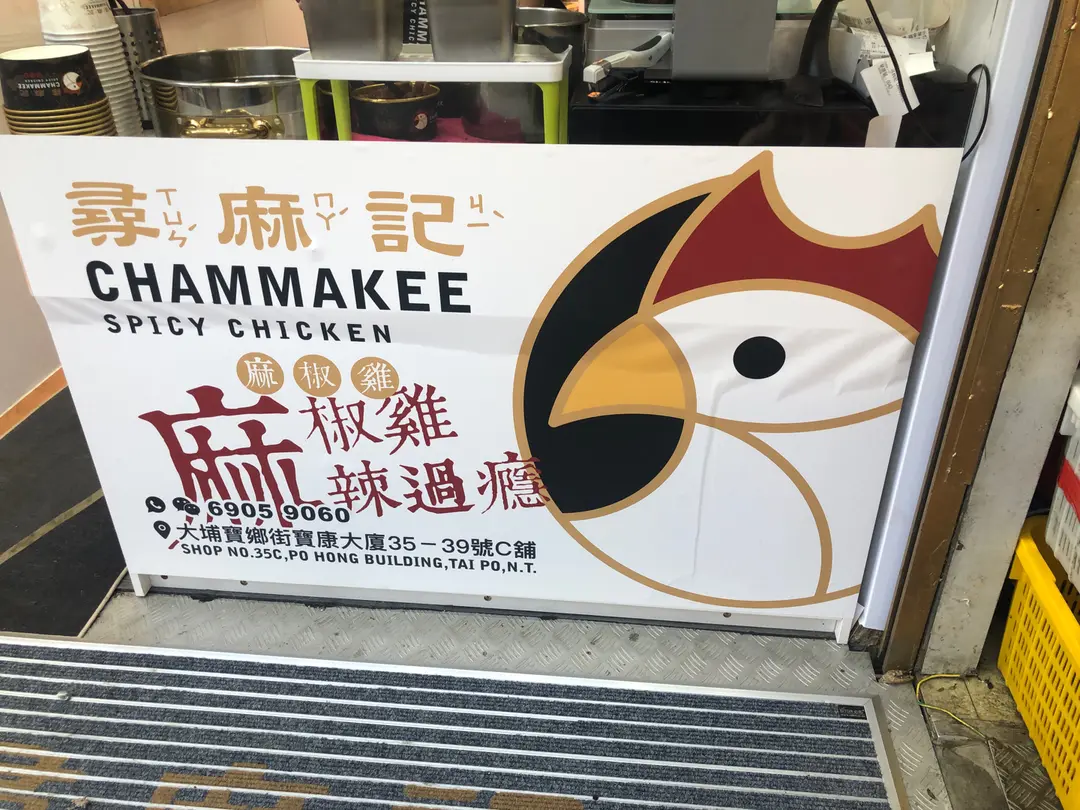 CHAMMAKEE
CHAMMAKEE
尋麻記
CHAMMAKEE
SPICY CHICKEN
麻椒雞
麻椒雞
辣過癮
6905 9060
大埔寶鄉街寶康大廈35－39號C舖
SHOP NO.35C,PO HONG BUILDING,TAI PO,N.T.